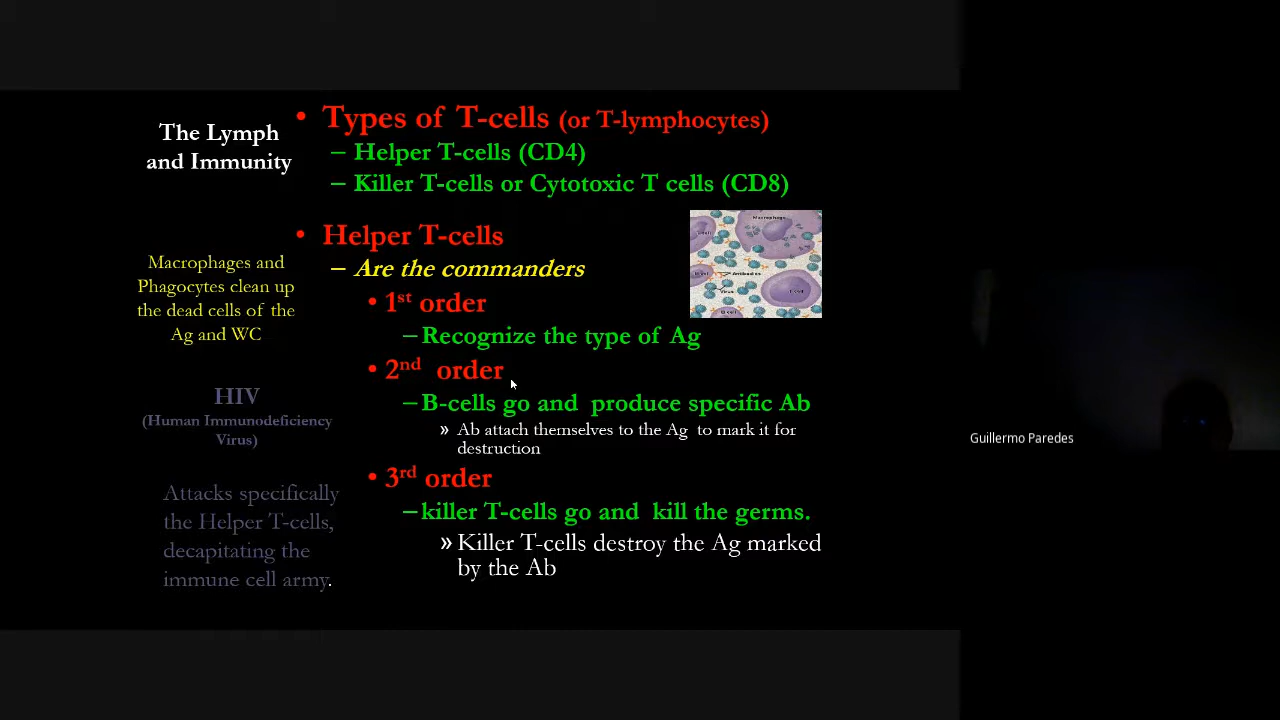 The Lymph
and Immunity
• Types of T-cells (or T-lymphocytes)
– Helper T-cells (CD4)
– Killer T-cells or Cytotoxic T cells (CD8)
• Helper T-cells
– Are the commanders
• 1st order
– Recognize the type of Ag
• 2nd order
– B-cells go and produce specific Ab
» Ab attach themselves to the Ag to mark it for
destruction
• 3rd order
– killer T-cells go and kill the germs.
» Killer T-cells destroy the Ag marked
by the Ab
Macrophages and
Phagocytes clean up
the dead cells of the
Ag and WC
HIV
(Human Immunodeficiency
Virus)
Attacks specifically
the Helper T-cells,
decapitating the
immune cell army.
Macrophage
Antibodies
Virus
T cell
B cell
Guillermo Paredes